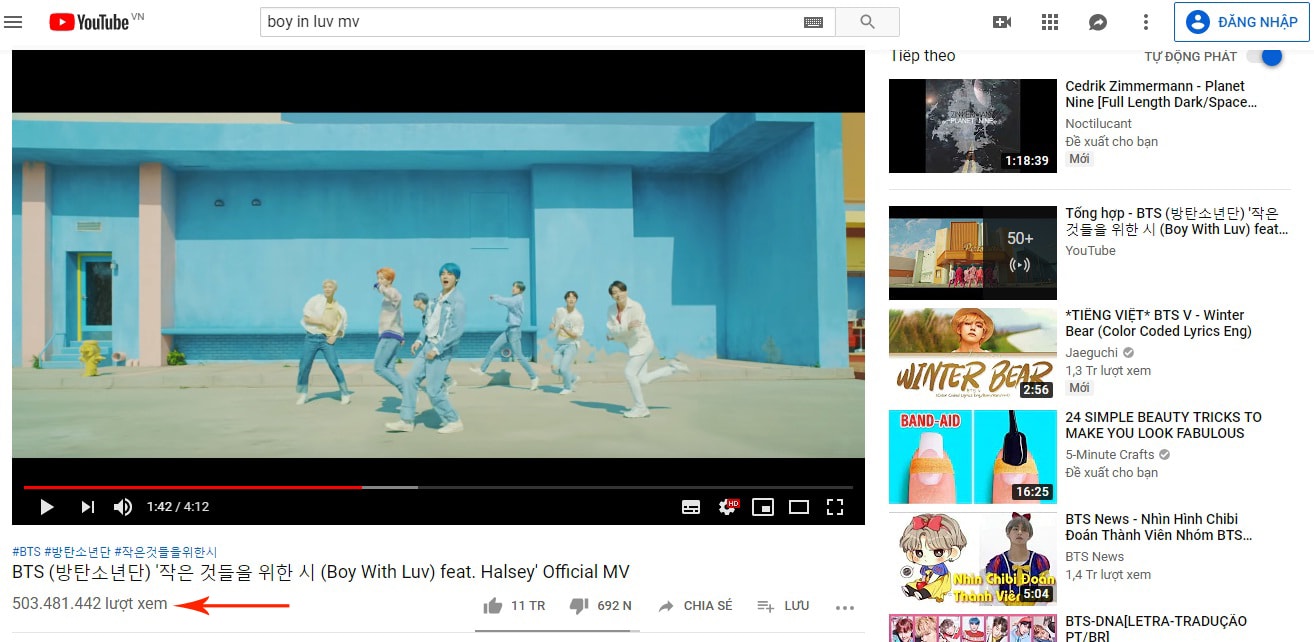 YouTube VN
boy in luv mv
ĐĂNG NHẬP
1:42 / 4:12
HD
#BTS #방탄소년단 #작은것들을위한시
BTS (방탄소년단) '작은 것들을 위한 시 (Boy With Luv) feat. Halsey' Official MV
503.481.442 lượt xem
11 TR
692 N
CHIA SẺ
LƯU
Tiếp theo
TỰ ĐỘNG PHÁT
PLANET NINE
1:18:39
Cedrik Zimmermann - Planet
Nine [Full Length Dark/Space…
Noctilucant
Đề xuất cho bạn
Mới
50+
Tổng hợp - BTS (방탄소년단) '작은
것들을 위한 시 (Boy With Luv) feat…
YouTube
WINTER BEAR
2:56
*TIẾNG VIỆT* BTS V - Winter
Bear (Color Coded Lyrics Eng)
Jaeguchi
1,3 Tr lượt xem
Mới
BAND-AID
16:25
24 SIMPLE BEAUTY TRICKS TO
MAKE YOU LOOK FABULOUS
5-Minute Crafts
Đề xuất cho bạn
Nhìn Chibi Đoán
Thành Viên
5:04
BTS News - Nhìn Hình Chibi
Đoán Thành Viên Nhóm BTS…
BTS News
1,4 Tr lượt xem
BTS-DNA[LETRA-TRADUÇÃO
PT/BR]